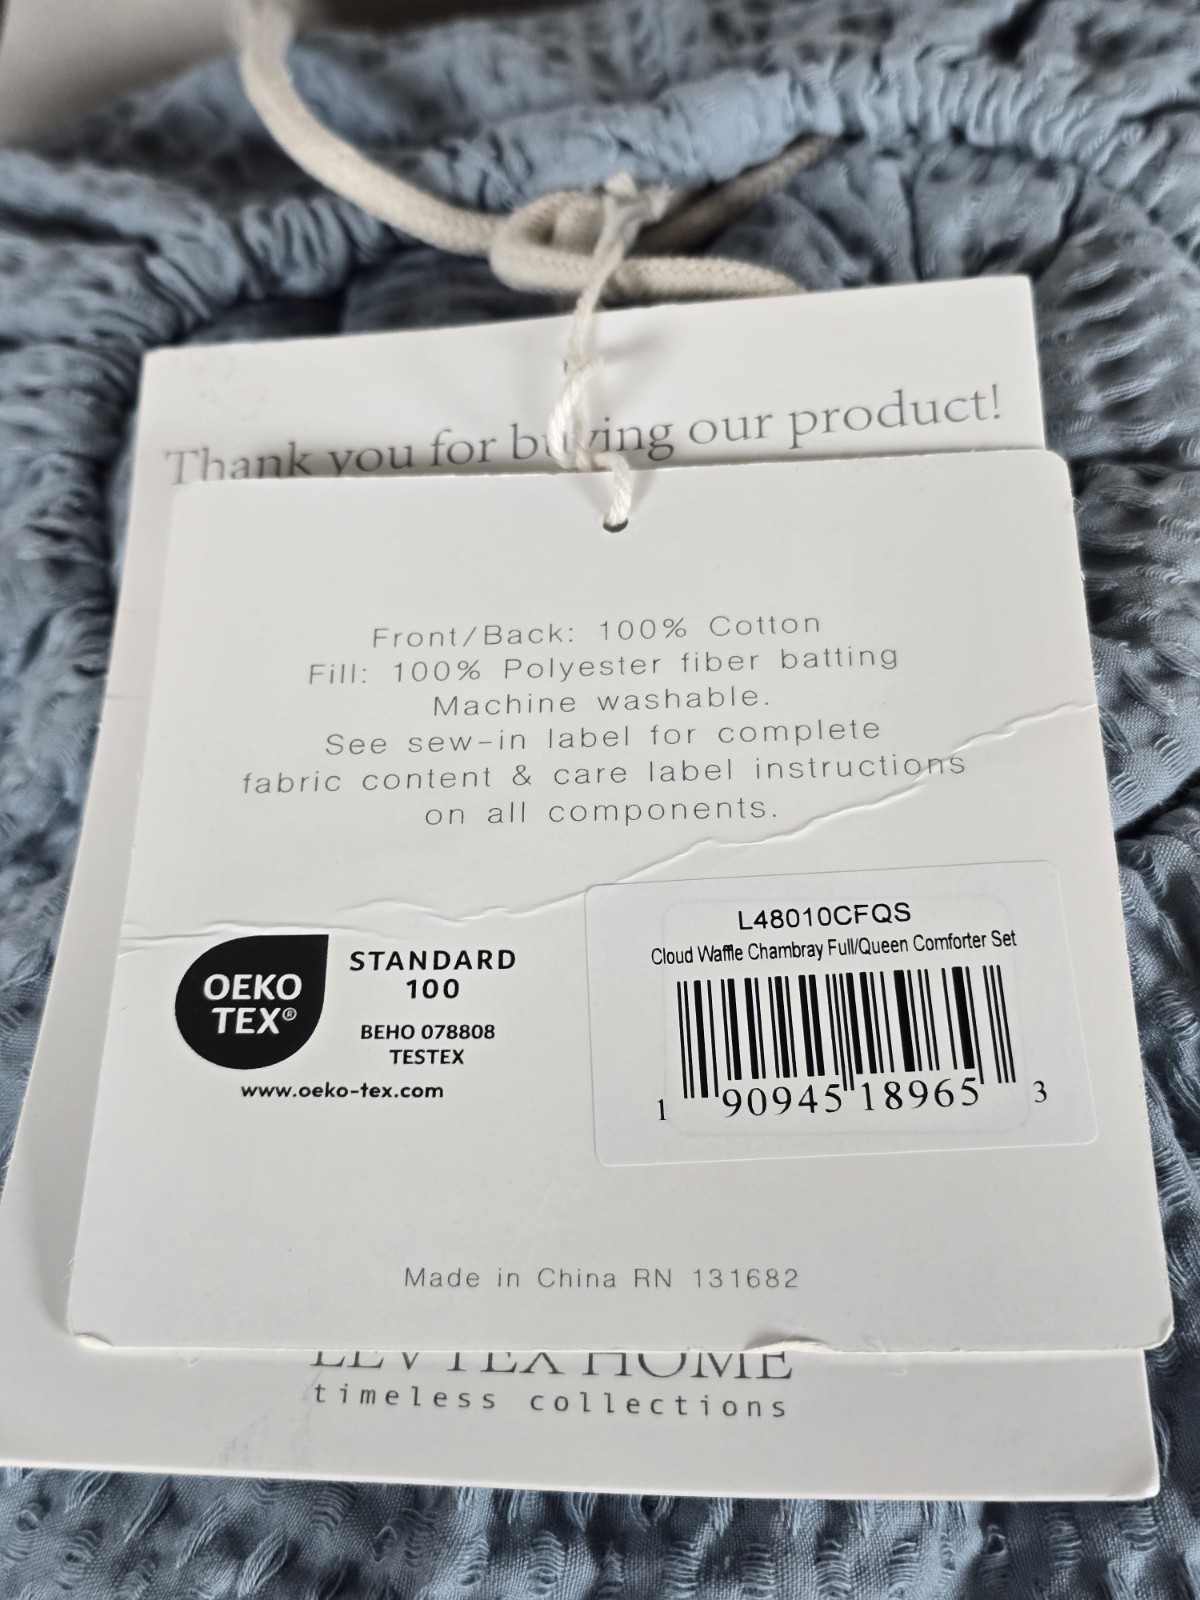 Thank you for buying our product!
Front/Back: 100% Cotton
Fill: 100% Polyester fiber batting
Machine washable.
See sew-in label for complete
fabric content & care label instructions
on all components.
OEKO
TEX®
STANDARD
100
BEHO 078808
TESTEX
www.oeko-tex.com
L48010CFQS
Cloud Waffle Chambray Full/Queen Comforter Set
1 90945 18965 3
Made in China RN 131682
LEVTEX HOME
timeless collections